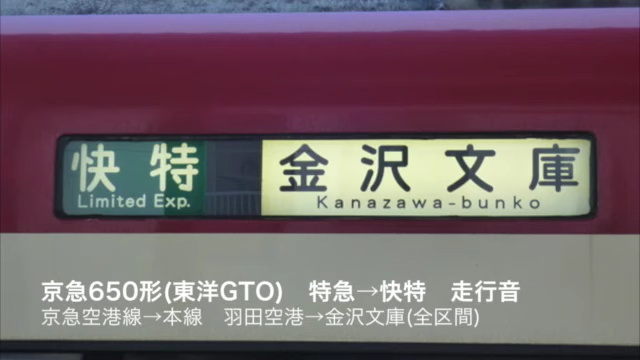 快特 金沢文庫
Limited Exp. Kanazawa-bunko
京急650形(東洋GTO) 特急→快特 走行音
京急空港線→本線 羽田空港→金沢文庫(全区間)